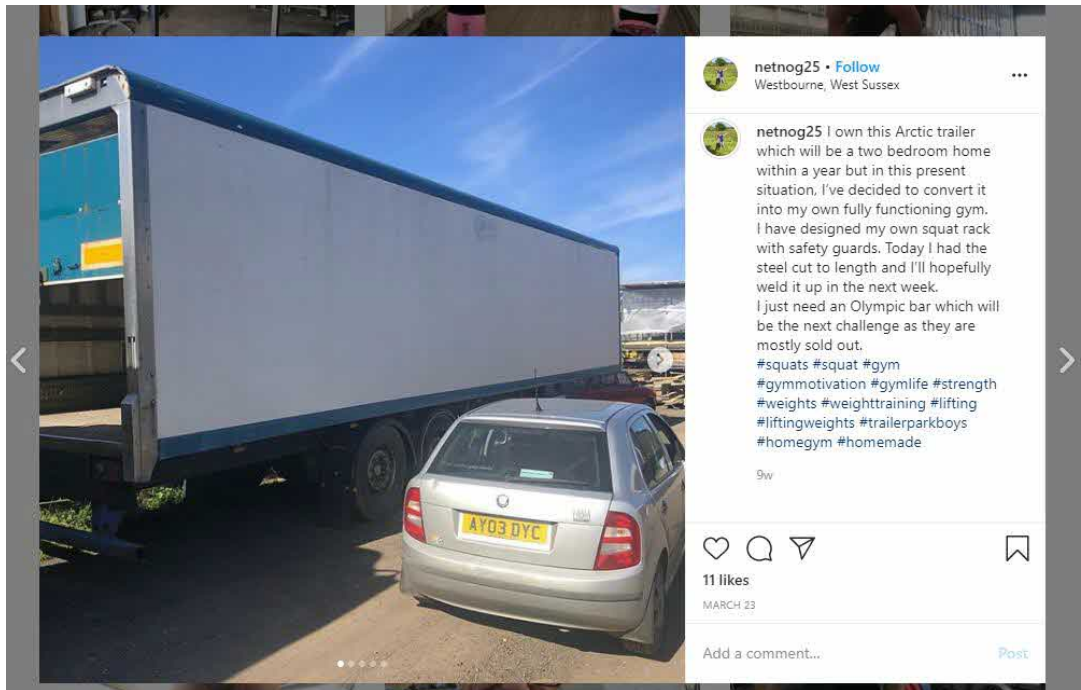 netnog25 • Follow
Westbourne, West Sussex
netnog25 I own this Arctic trailer
which will be a two bedroom home
within a year but in this present
situation, I've decided to convert it
into my own fully functioning gym.
I have designed my own squat rack
with safety guards. Today I had the
steel cut to length and I'll hopefully
weld it up in the next week.
I just need an Olympic bar which will
be the next challenge as they are
mostly sold out.
#squats #squat #gym
#gymmotivation #gymlife #strength
#weights #weighttraining #lifting
#liftingweights #trailerparkboys
#homegym #homemade
9w
11 likes
MARCH 23
Add a comment...
Post
AY03 DYC